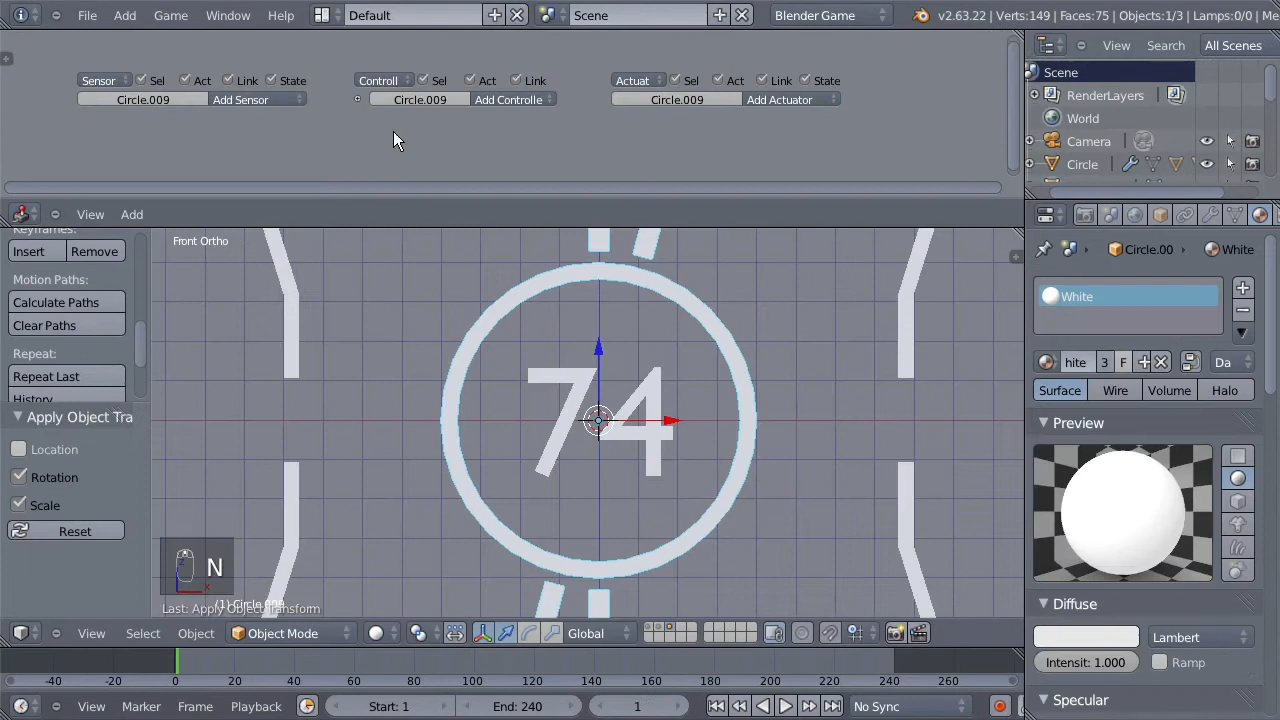 Add Game Window Help Default Scene Blender Game v2.63.22 | Verts:149 | Faces:75 | Objects:1/3 | Lamps:0/0 | Me
View Search All Scenes
Sensor Sel Act Link State Controll Sel Act Link Actuat Sel Act Link State
Circle.009 Add Sensor Circle.009 Add Controlle Circle.009 Add Actuator
Scene
RenderLayers
World
Camera
Circle
View Add
Keyframes:
Insert Remove
Motion Paths:
Calculate Paths
Clear Paths
Repeat:
Repeat Last
History
Apply Object Tra
Location
Rotation
Scale
Reset
Front Ortho
74
N
(1) Circle.009
Last: Apply Object Transform
View Select Object Object Mode Global
-40 -20 0 20 40 60 80 100 120 140 160 180 200 220 240 260
View Marker Frame Playback Start: 1 End: 240 1 No Sync
Circle.00 White
White
hite 3 F Da
Surface Wire Volume Halo
Preview
Diffuse
Lambert
Intensit: 1.000 Ramp
Specular